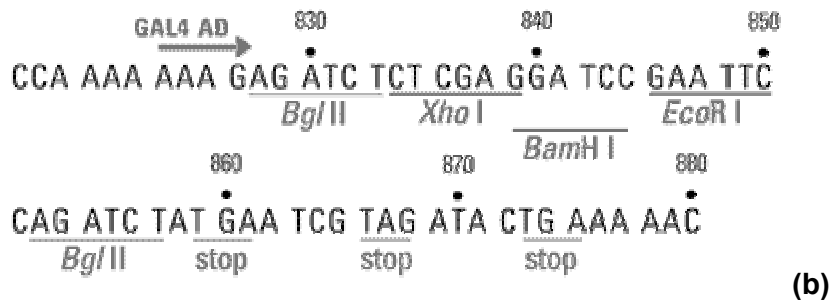 830 840 850
GAL4 AD
CCA AAA AAA GAG ATC TCT CGA GGA TCC GAA TTC
Bgl II Xho I EcoR I
BamH I
860 870 880
CAG ATC TAT GAA TCG TAG ATA CTG AAA AAC
Bgl II stop stop stop
(b)